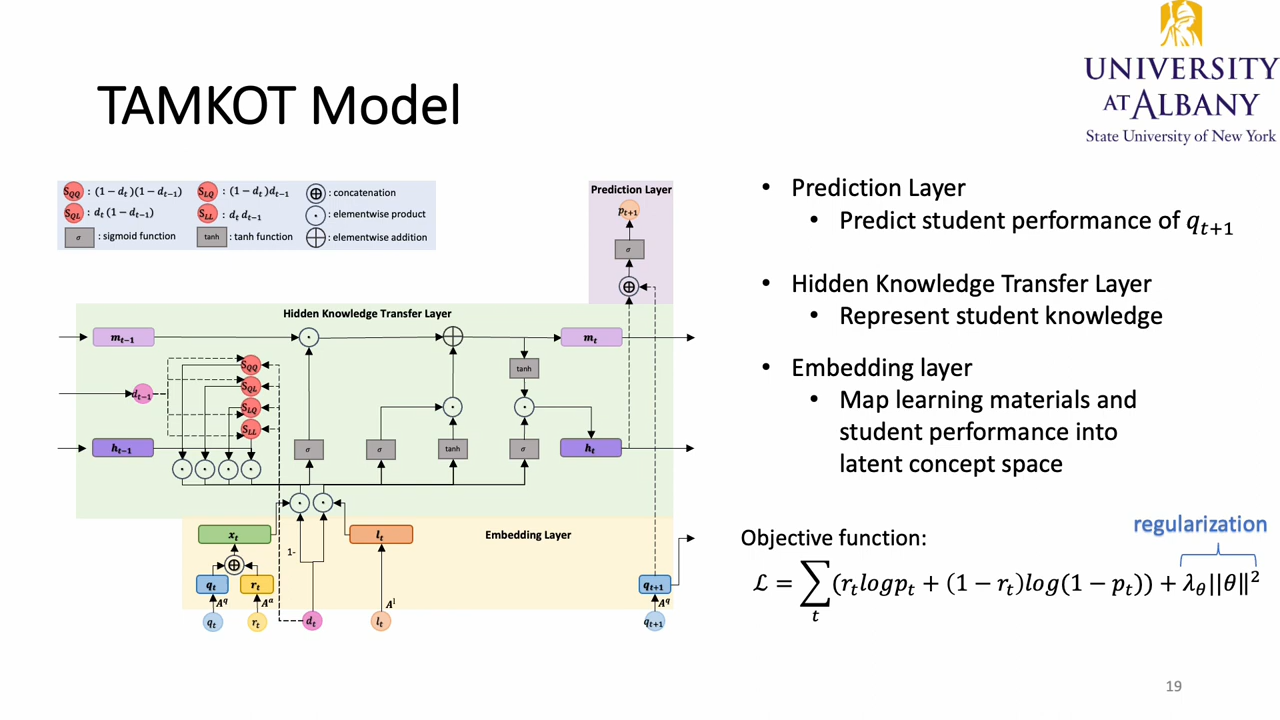 UNIVERSITY
AT ALBANY
State University of New York
TAMKOT Model
S_QQ : (1 − d_t)(1 − d_{t−1})
S_LQ : (1 − d_t)d_{t−1}
⊕ : concatenation
S_QL : d_t (1 − d_{t−1})
S_LL : d_t d_{t−1}
⊙ : elementwise product
σ : sigmoid function
tanh : tanh function
⊕ : elementwise addition
Prediction Layer
p_{t+1}
σ
⊕
Hidden Knowledge Transfer Layer
m_{t−1}
m_t
tanh
d_{t−1}
S_QQ
S_QL
S_LQ
S_LL
h_{t−1}
σ
σ
tanh
σ
h_t
x_t
l_t
Embedding Layer
1-
q_t
r_t
q_{t+1}
A^q
A^a
A^l
A^q
q_t
r_t
d_t
l_t
q_{t+1}
• Prediction Layer
• Predict student performance of q_{t+1}
• Hidden Knowledge Transfer Layer
• Represent student knowledge
• Embedding layer
• Map learning materials and
student performance into
latent concept space
regularization
Objective function:
ℒ = ∑_t (r_t log p_t + (1 − r_t)log(1 − p_t)) + λ_θ||θ||²
19